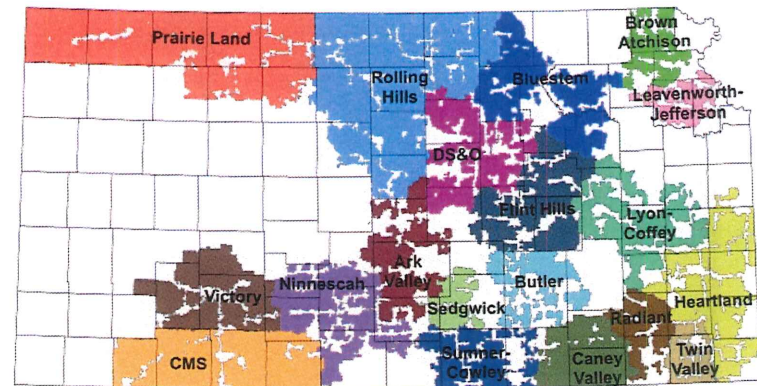 Prairie Land
Rolling
Hills
Bluestem
Brown
Atchison
Leavenworth-
Jefferson
DS&O
Flint Hills
Lyon-
Coffey
Victory
Ninnescah
Ark
Valley
Sedgwick
Butler
Radiant
Heartland
CMS
Sumner-
Cowley
Caney
Valley
Twin
Valley